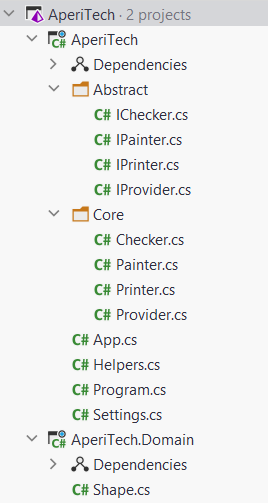 AperiTech · 2 projects
C# AperiTech
Dependencies
Abstract
C# IChecker.cs
C# IPainter.cs
C# IPrinter.cs
C# IProvider.cs
Core
C# Checker.cs
C# Painter.cs
C# Printer.cs
C# Provider.cs
C# App.cs
C# Helpers.cs
C# Program.cs
C# Settings.cs
C# AperiTech.Domain
Dependencies
C# Shape.cs